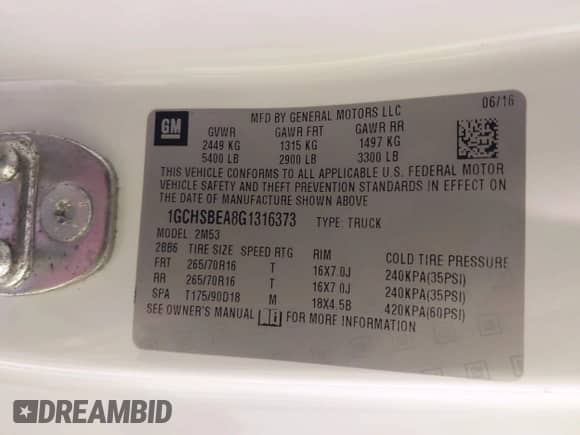 GM
MFD BY GENERAL MOTORS LLC
06/16
GVWR GAWR FRT GAWR RR
2449 KG 1315 KG 1497 KG
5400 LB 2900 LB 3300 LB
THIS VEHICLE CONFORMS TO ALL APPLICABLE U.S. FEDERAL MOTOR
VEHICLE SAFETY AND THEFT PREVENTION STANDARDS IN EFFECT ON
THE DATE OF MANUFACTURE SHOWN ABOVE
1GCHSBEA8G1316373 TYPE: TRUCK
MODEL: 2M53
2BB6 TIRE SIZE SPEED RTG RIM COLD TIRE PRESSURE
FRT 265/70R16 T 16X7.0J 240KPA(35PSI)
RR 265/70R16 T 16X7.0J 240KPA(35PSI)
SPA T175/90D18 M 18X4.5B 420KPA(60PSI)
SEE OWNER'S MANUAL FOR MORE INFORMATION
DREAMBID